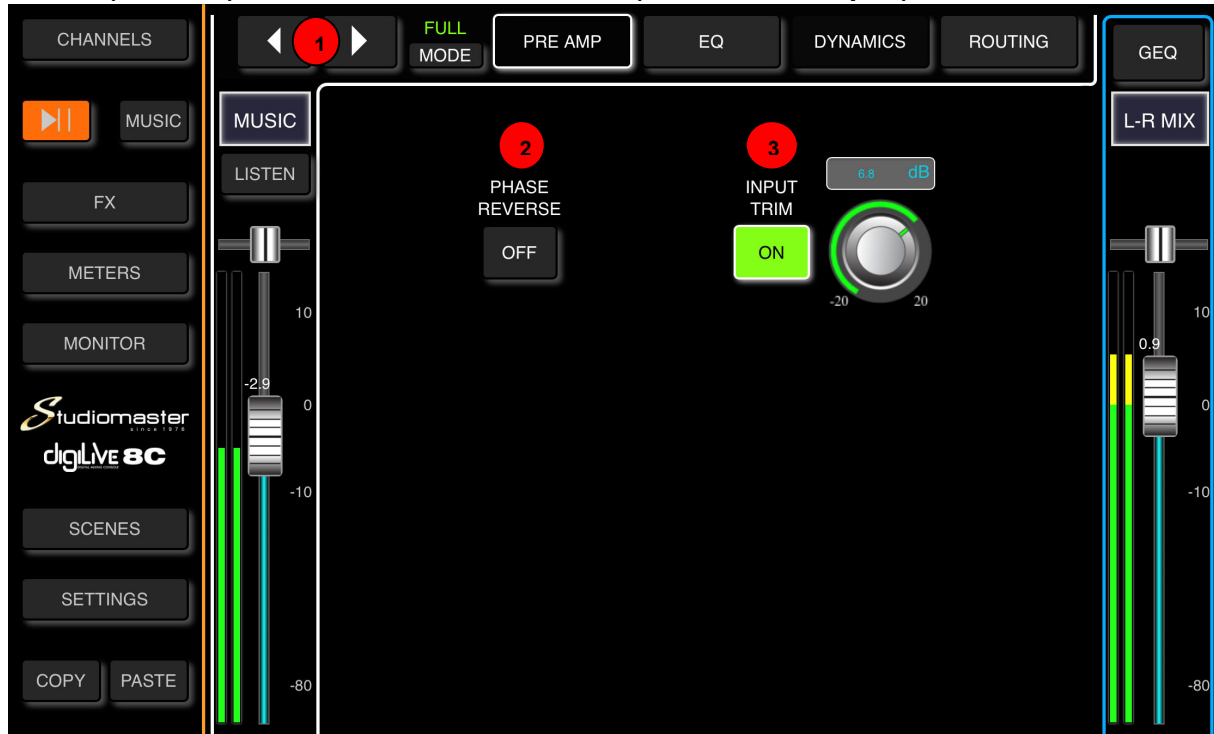 CHANNELS
MUSIC
FX
METERS
MONITOR
Studiomaster
since 1976
digiLivE 8C
SCENES
SETTINGS
COPY PASTE
1
FULL
MODE
PRE AMP
EQ
DYNAMICS
ROUTING
MUSIC
LISTEN
-2.9
10
0
-10
-80
2
PHASE
REVERSE
OFF
3
INPUT
TRIM
ON
6.8 dB
-20 20
GEQ
L-R MIX
0.9
10
0
-10
-80